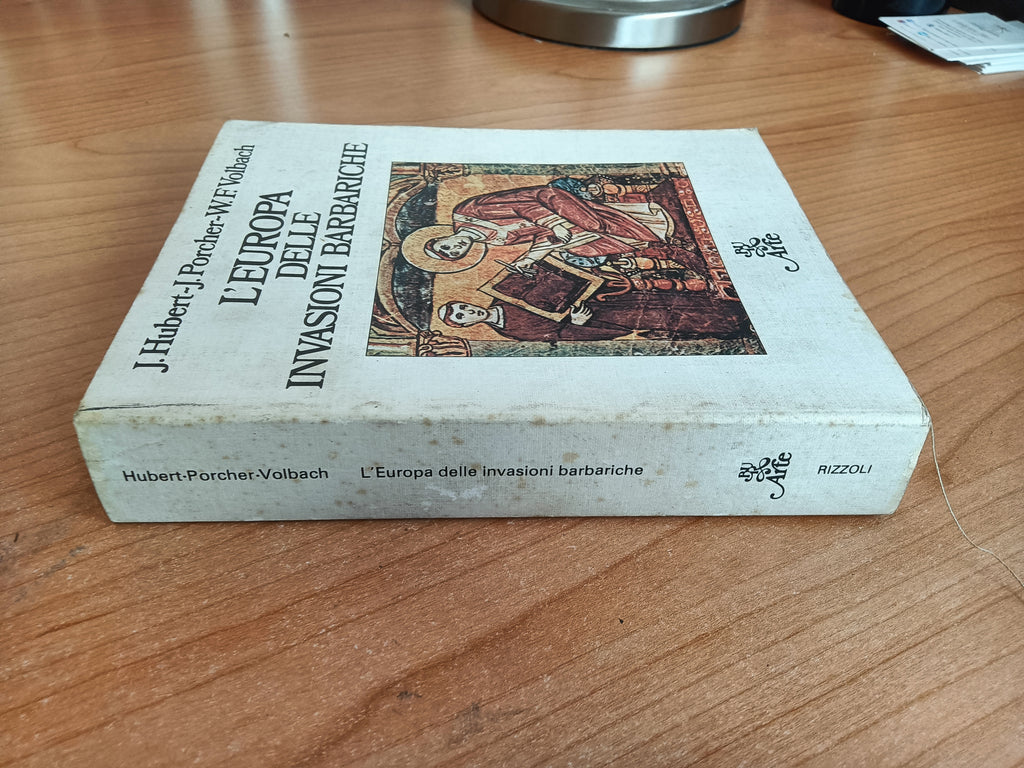 J. Hubert-J. Porcher-W. F. Volbach
L'EUROPA
DELLE
INVASIONI BARBARICHE
BU
Arte
Hubert-Porcher-Volbach
L'Europa delle invasioni barbariche
BU
Arte
RIZZOLI